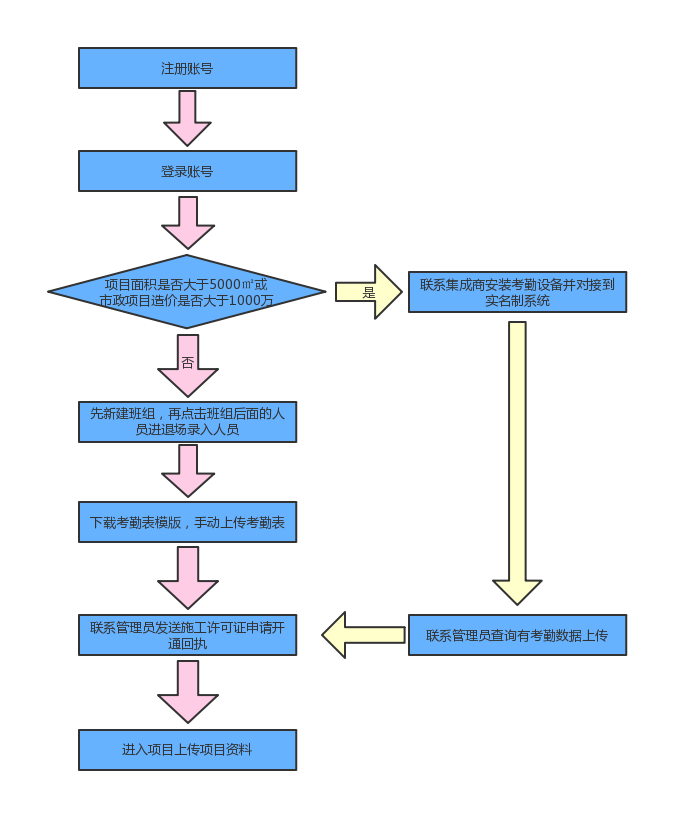 注册账号
登录账号
项目面积是否大于5000㎡或
市政项目造价是否大于1000万
是
联系集成商安装考勤设备并对接到
实名制系统
否
先新建班组，再点击班组后面的人
员进退场录入人员
下载考勤表模版，手动上传考勤表
联系管理员发送施工许可证申请开
通回执
联系管理员查询有考勤数据上传
进入项目上传项目资料